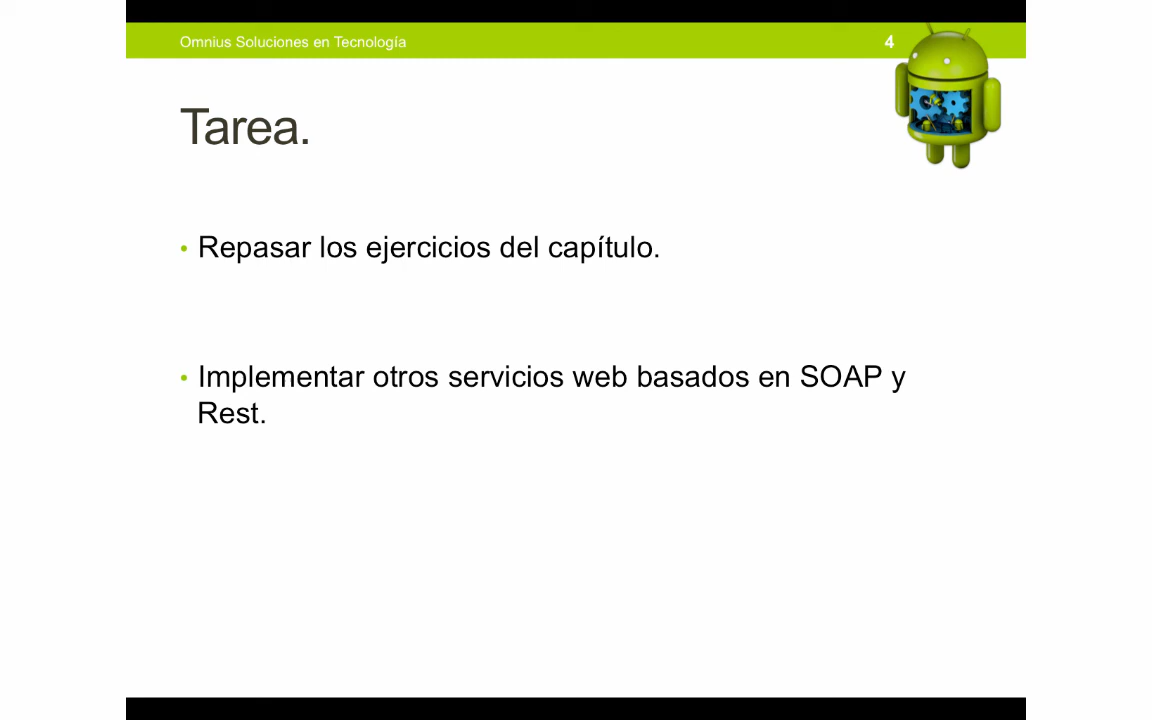 Omnius Soluciones en Tecnología 4
Tarea.
• Repasar los ejercicios del capítulo.
• Implementar otros servicios web basados en SOAP y
Rest.